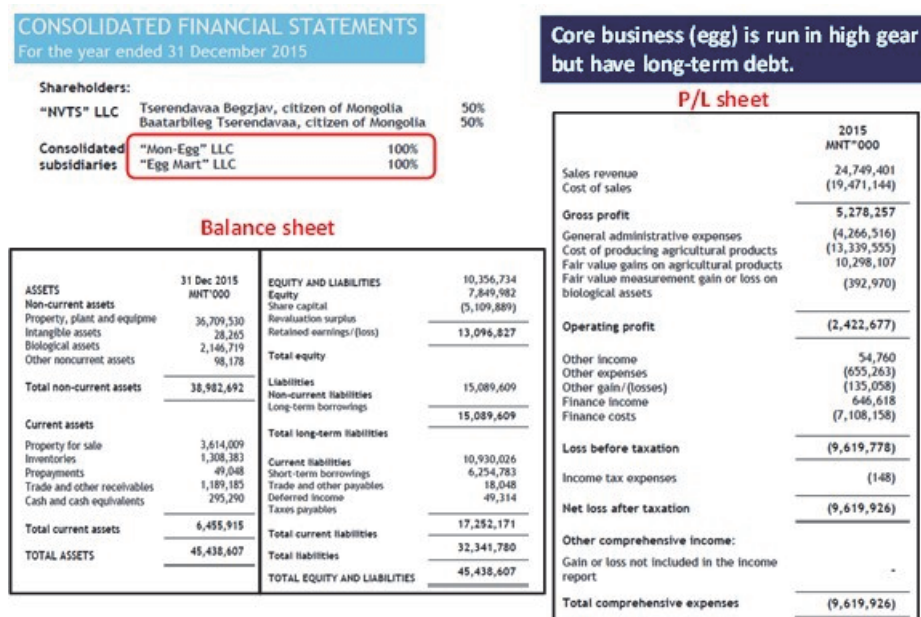 CONSOLIDATED FINANCIAL STATEMENTS
For the year ended 31 December 2015
Shareholders:
"NVTS" LLC Tserendavaa Begzjav, citizen of Mongolia 50%
Baatarbileg Tserendavaa, citizen of Mongolia 50%
Consolidated "Mon-Egg" LLC 100%
subsidiaries "Egg Mart" LLC 100%
Balance sheet
31 Dec 2015
ASSETS MNT'000
Non-current assets
Property, plant and equipme 36,709,530
Intangible assets 28,265
Biological assets 2,146,719
Other noncurrent assets 98,178
Total non-current assets 38,982,692
Current assets
Property for sale 3,614,009
Inventories 1,308,383
Prepayments 49,048
Trade and other receivables 1,189,185
Cash and cash equivalents 295,290
Total current assets 6,455,915
TOTAL ASSETS 45,438,607
EQUITY AND LIABILITIES 10,356,734
Equity 7,849,982
Share capital (5,109,889)
Revaluation surplus
Retained earnings/(loss) 13,096,827
Total equity
Liabilities
Non-current liabilities 15,089,609
Long-term borrowings
15,089,609
Total long-term liabilities
Current liabilities 10,930,026
Short-term borrowings 6,254,783
Trade and other payables 18,048
Deferred income 49,314
Taxes payables
17,252,171
Total current liabilities
Total liabilities 32,341,780
TOTAL EQUITY AND LIABILITIES 45,438,607
Core business (egg) is run in high gear
but have long-term debt.
P/L sheet
2015
MNT"000
Sales revenue 24,749,401
Cost of sales (19,471,144)
Gross profit 5,278,257
General administrative expenses (4,266,516)
Cost of producing agricultural products (13,339,555)
Fair value gains on agricultural products 10,298,107
Fair value measurement gain or loss on
biological assets (392,970)
Operating profit (2,422,677)
Other income 54,760
Other expenses (655,263)
Other gain/(losses) (135,058)
Finance income 646,618
Finance costs (7,108,158)
Loss before taxation (9,619,778)
Income tax expenses (148)
Net loss after taxation (9,619,926)
Other comprehensive income:
Gain or loss not included in the income
report -
Total comprehensive expenses (9,619,926)